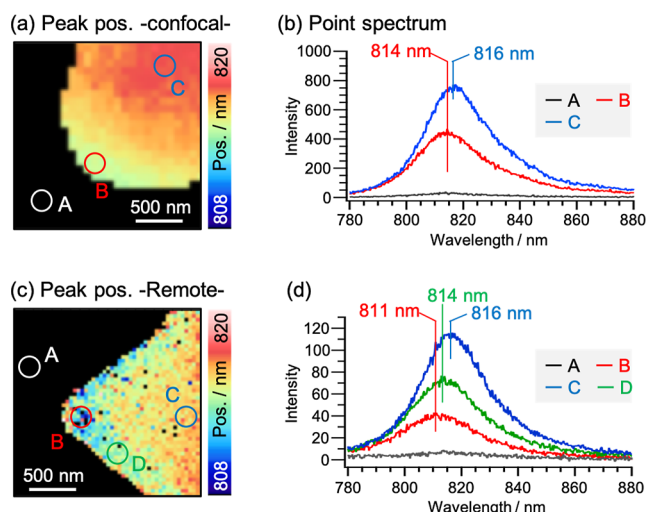 (a) Peak pos. -confocal-
C
B
A
500 nm
820
Pos. / nm
808
(b) Point spectrum
814 nm
816 nm
A
B
C
1000
800
600
400
200
0
Intensity
780 800 820 840 860 880
Wavelength / nm
(c) Peak pos. -Remote-
A
C
B
D
500 nm
820
Pos. / nm
808
(d)
814 nm
811 nm
816 nm
A
B
C
D
120
100
80
60
40
20
0
Intensity
780 800 820 840 860 880
Wavelength / nm